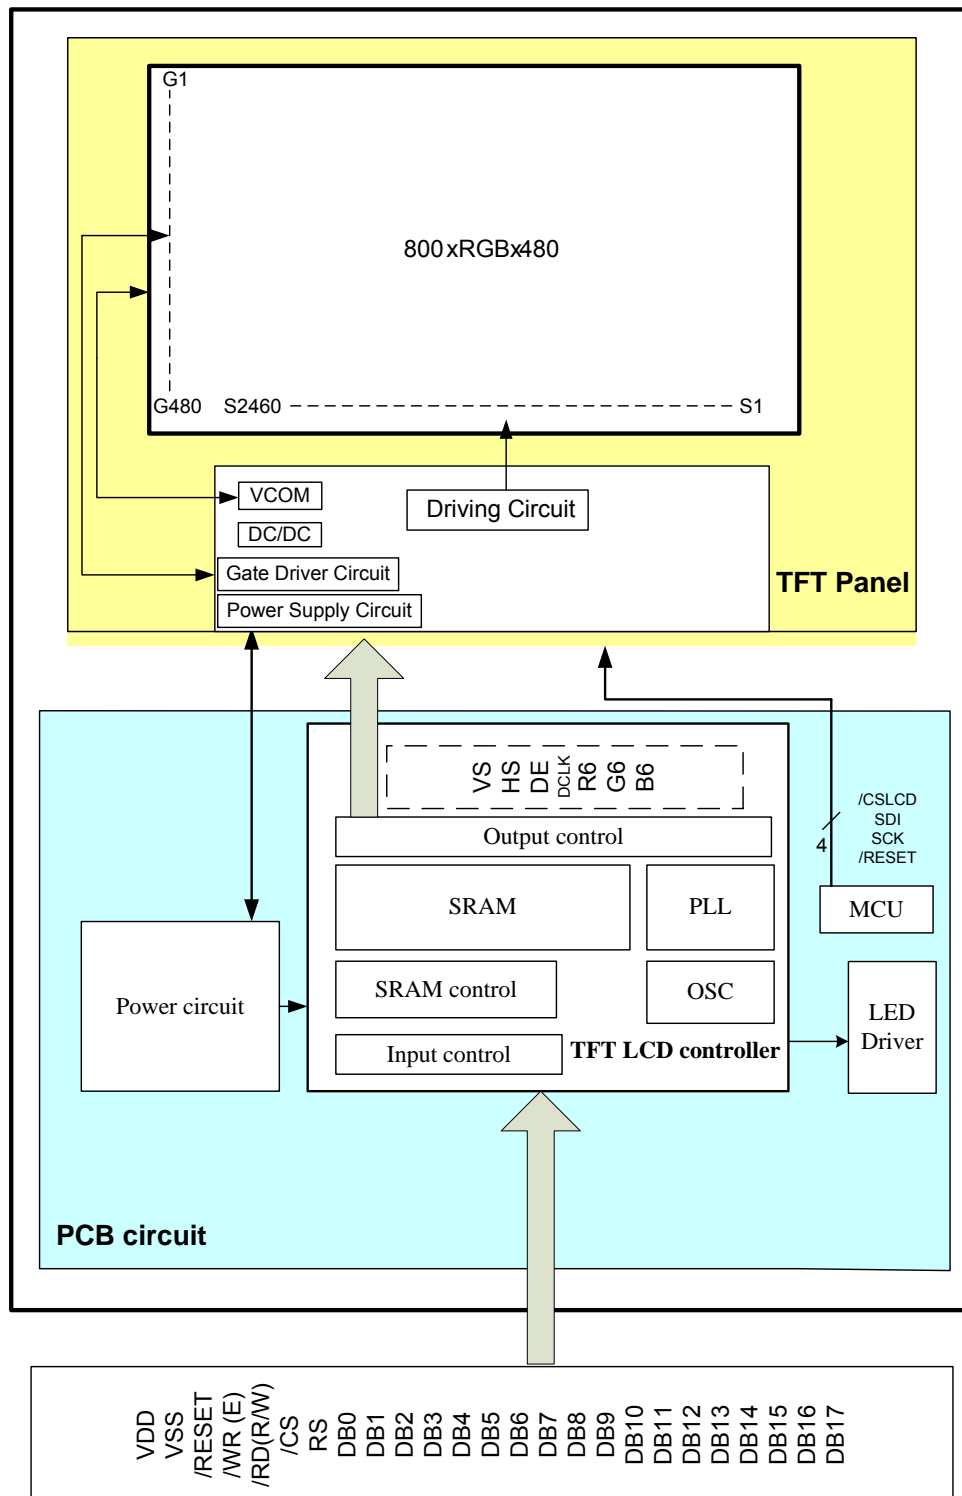 G1
800xRGBx480
G480 S2460 S1
VCOM
Driving Circuit
DC/DC
Gate Driver Circuit
Power Supply Circuit
TFT Panel
VS
HS
DE
DCLK
R6
G6
B6
Output control
/CSLCD
SDI
SCK
/RESET
4
SRAM
PLL
MCU
SRAM control
OSC
Power circuit
LED
Driver
Input control
TFT LCD controller
PCB circuit
VDD
VSS
/RESET
/WR (E)
/RD(R/W)
/CS
RS
DB0
DB1
DB2
DB3
DB4
DB5
DB6
DB7
DB8
DB9
DB10
DB11
DB12
DB13
DB14
DB15
DB16
DB17